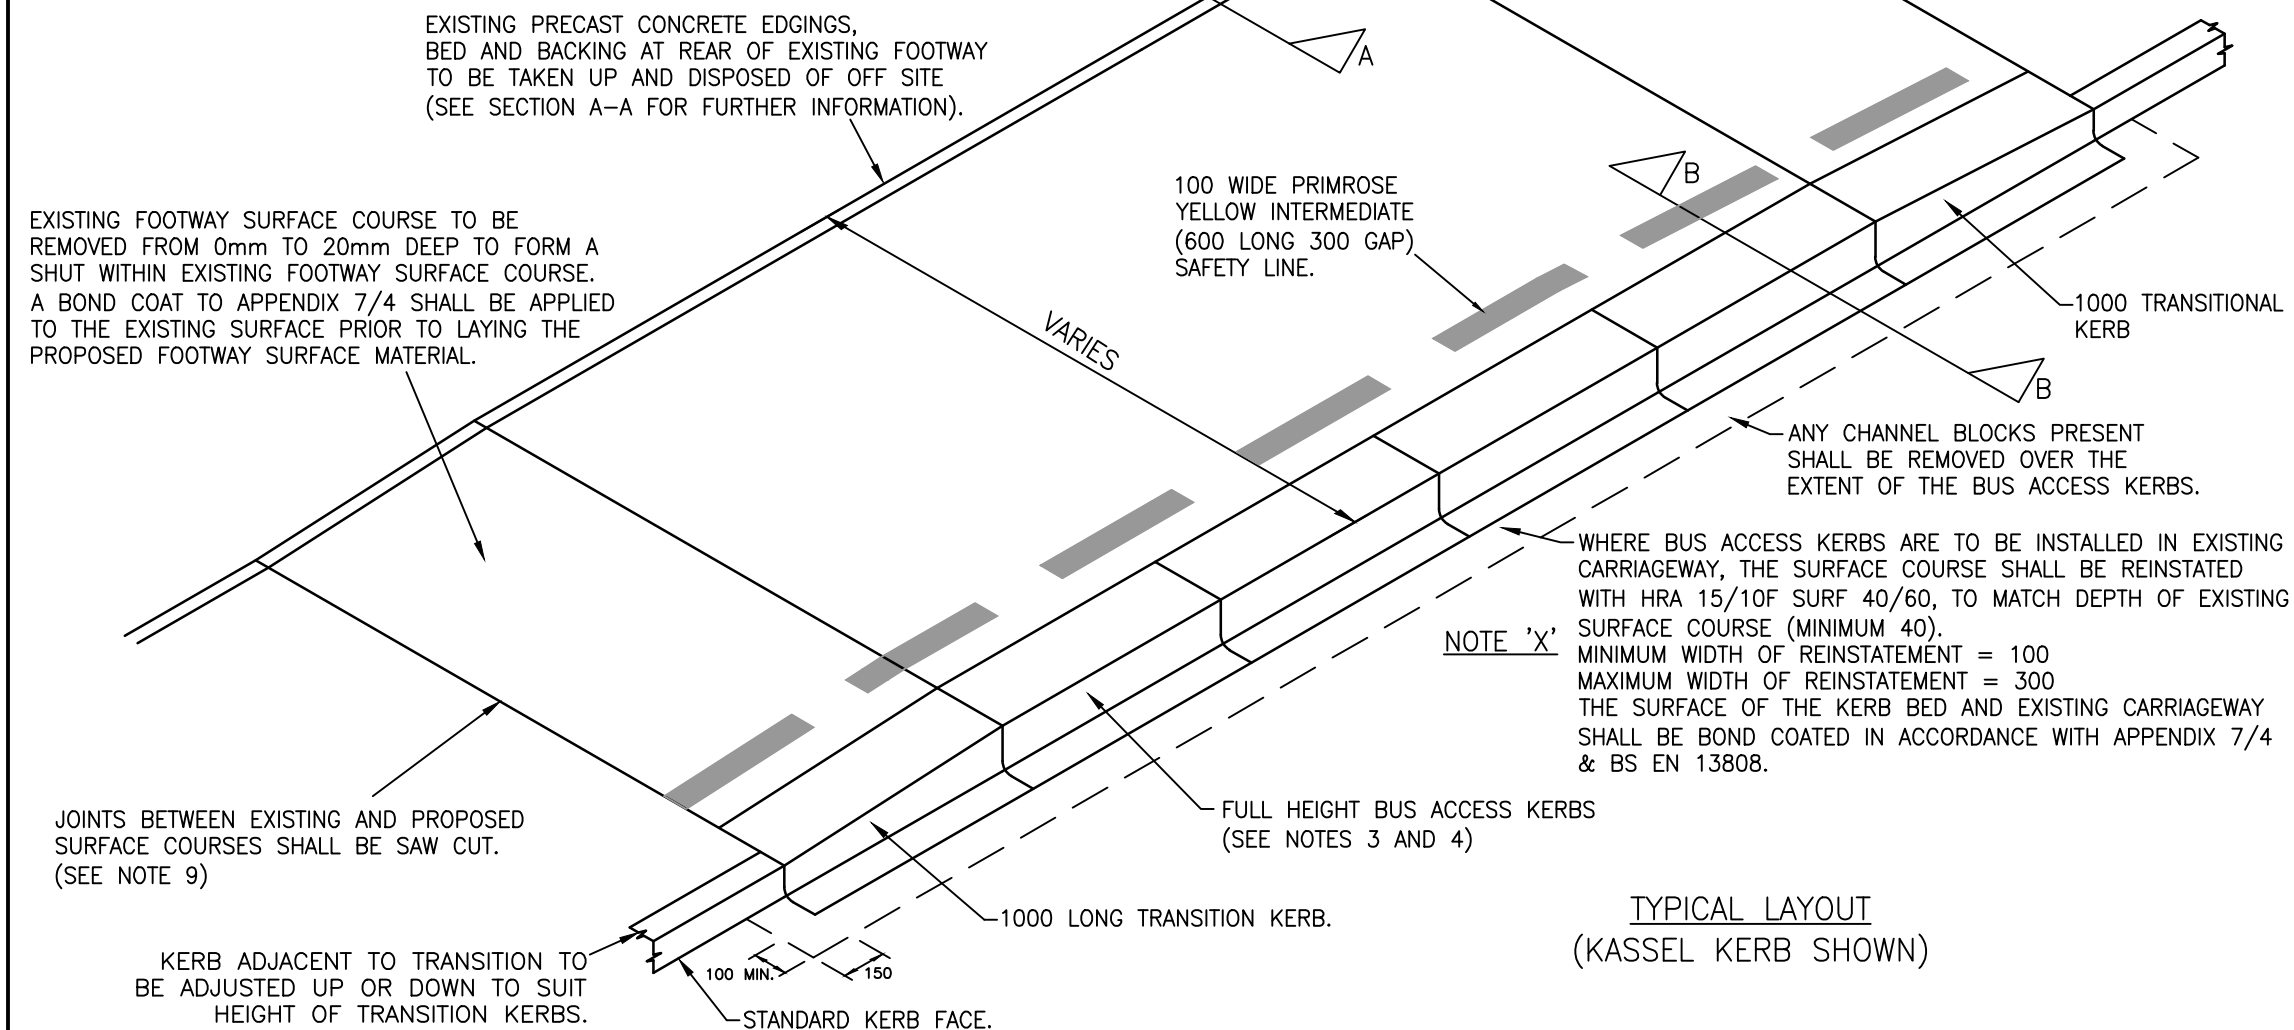 EXISTING PRECAST CONCRETE EDGINGS,
BED AND BACKING AT REAR OF EXISTING FOOTWAY
TO BE TAKEN UP AND DISPOSED OF OFF SITE
(SEE SECTION A-A FOR FURTHER INFORMATION).
A
EXISTING FOOTWAY SURFACE COURSE TO BE
REMOVED FROM 0mm TO 20mm DEEP TO FORM A
SHUT WITHIN EXISTING FOOTWAY SURFACE COURSE.
A BOND COAT TO APPENDIX 7/4 SHALL BE APPLIED
TO THE EXISTING SURFACE PRIOR TO LAYING THE
PROPOSED FOOTWAY SURFACE MATERIAL.
100 WIDE PRIMROSE
YELLOW INTERMEDIATE
(600 LONG 300 GAP)
SAFETY LINE.
B
VARIES
1000 TRANSITIONAL
KERB
B
ANY CHANNEL BLOCKS PRESENT
SHALL BE REMOVED OVER THE
EXTENT OF THE BUS ACCESS KERBS.
NOTE 'X'
WHERE BUS ACCESS KERBS ARE TO BE INSTALLED IN EXISTING
CARRIAGEWAY, THE SURFACE COURSE SHALL BE REINSTATED
WITH HRA 15/10F SURF 40/60, TO MATCH DEPTH OF EXISTING
SURFACE COURSE (MINIMUM 40).
MINIMUM WIDTH OF REINSTATEMENT = 100
MAXIMUM WIDTH OF REINSTATEMENT = 300
THE SURFACE OF THE KERB BED AND EXISTING CARRIAGEWAY
SHALL BE BOND COATED IN ACCORDANCE WITH APPENDIX 7/4
& BS EN 13808.
JOINTS BETWEEN EXISTING AND PROPOSED
SURFACE COURSES SHALL BE SAW CUT.
(SEE NOTE 9)
FULL HEIGHT BUS ACCESS KERBS
(SEE NOTES 3 AND 4)
1000 LONG TRANSITION KERB.
KERB ADJACENT TO TRANSITION TO
BE ADJUSTED UP OR DOWN TO SUIT
HEIGHT OF TRANSITION KERBS.
100 MIN.
150
STANDARD KERB FACE.
TYPICAL LAYOUT
(KASSEL KERB SHOWN)